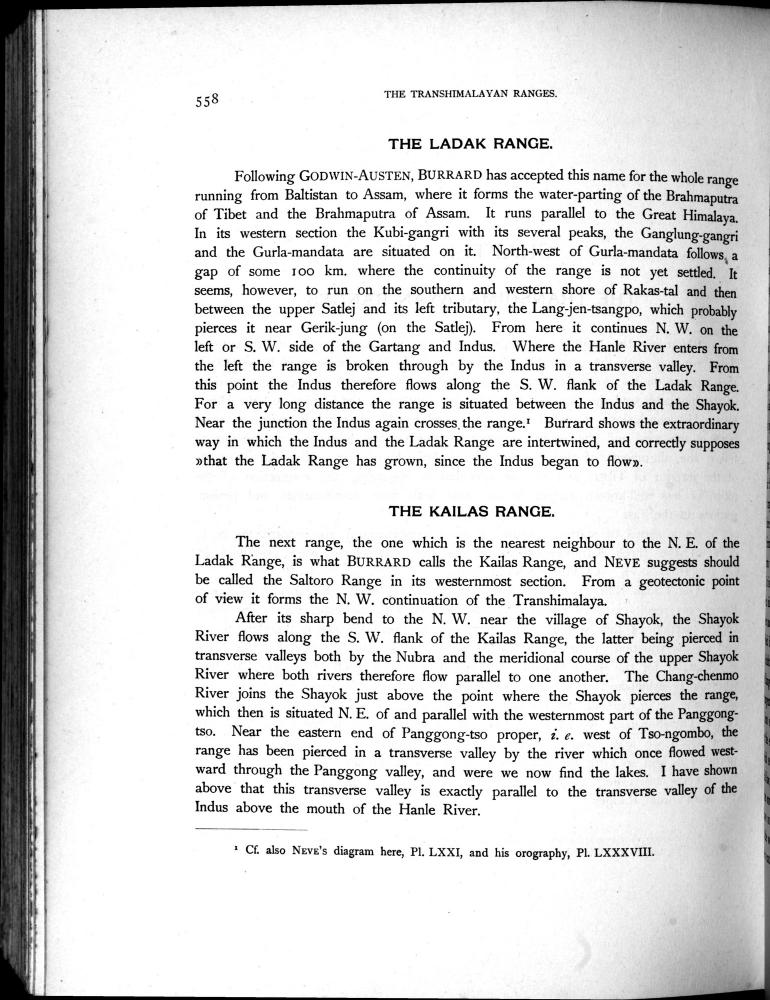 558
THE TRANSHIMALAYAN RANGES.
THE LADAK RANGE.
Following GODWIN-AUSTEN, BURRARD has accepted this name for the whole range
running from Baltistan to Assam, where it forms the water-parting of the Brahmaputra
of Tibet and the Brahmaputra of Assam. It runs parallel to the Great Himalaya.
In its western section the Kubi-gangri with its several peaks, the Ganglung-gangri
and the Gurla-mandata are situated on it. North-west of Gurla-mandata follows a
gap of some 100 km. where the continuity of the range is not yet settled. It
seems, however, to run on the southern and western shore of Rakas-tal and then
between the upper Satlej and its left tributary, the Lang-jen-tsangpo, which probably
pierces it near Gerik-jung (on the Satlej). From here it continues N. W. on the
left or S. W. side of the Gartang and Indus. Where the Hanle River enters from
the left the range is broken through by the Indus in a transverse valley. From
this point the Indus therefore flows along the S. W. flank of the Ladak Range.
For a very long distance the range is situated between the Indus and the Shayok.
Near the junction the Indus again crosses the range.¹ Burrard shows the extraordinary
way in which the Indus and the Ladak Range are intertwined, and correctly supposes
»that the Ladak Range has grown, since the Indus began to flow».
THE KAILAS RANGE.
The next range, the one which is the nearest neighbour to the N. E. of the
Ladak Range, is what BURRARD calls the Kailas Range, and NEVE suggests should
be called the Saltoro Range in its westernmost section. From a geotectonic point
of view it forms the N. W. continuation of the Transhimalaya.
After its sharp bend to the N. W. near the village of Shayok, the Shayok
River flows along the S. W. flank of the Kailas Range, the latter being pierced in
transverse valleys both by the Nubra and the meridional course of the upper Shayok
River where both rivers therefore flow parallel to one another. The Chang-chenmo
River joins the Shayok just above the point where the Shayok pierces the range,
which then is situated N. E. of and parallel with the westernmost part of the Panggong-
tso. Near the eastern end of Panggong-tso proper, i. e. west of Tso-ngombo, the
range has been pierced in a transverse valley by the river which once flowed west-
ward through the Panggong valley, and were we now find the lakes. I have shown
above that this transverse valley is exactly parallel to the transverse valley of the
Indus above the mouth of the Hanle River.
¹ Cf. also NEVE's diagram here, Pl. LXXI, and his orography, Pl. LXXXVIII.